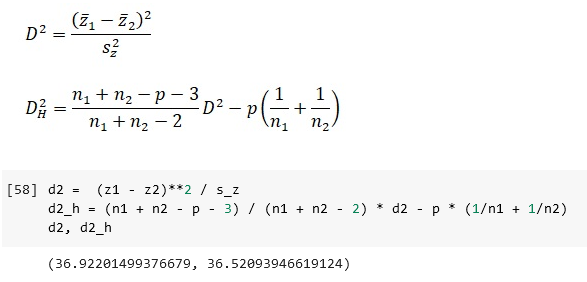 D² = (z̄₁ − z̄₂)² / s_z²
D_H² = (n₁ + n₂ − p − 3) / (n₁ + n₂ − 2) D² − p(1/n₁ + 1/n₂)
[58] d2 =  (z1 - z2)**2 / s_z
d2_h = (n1 + n2 - p - 3) / (n1 + n2 - 2) * d2 - p * (1/n1 + 1/n2)
d2, d2_h
(36.92201499376679, 36.52093946619124)